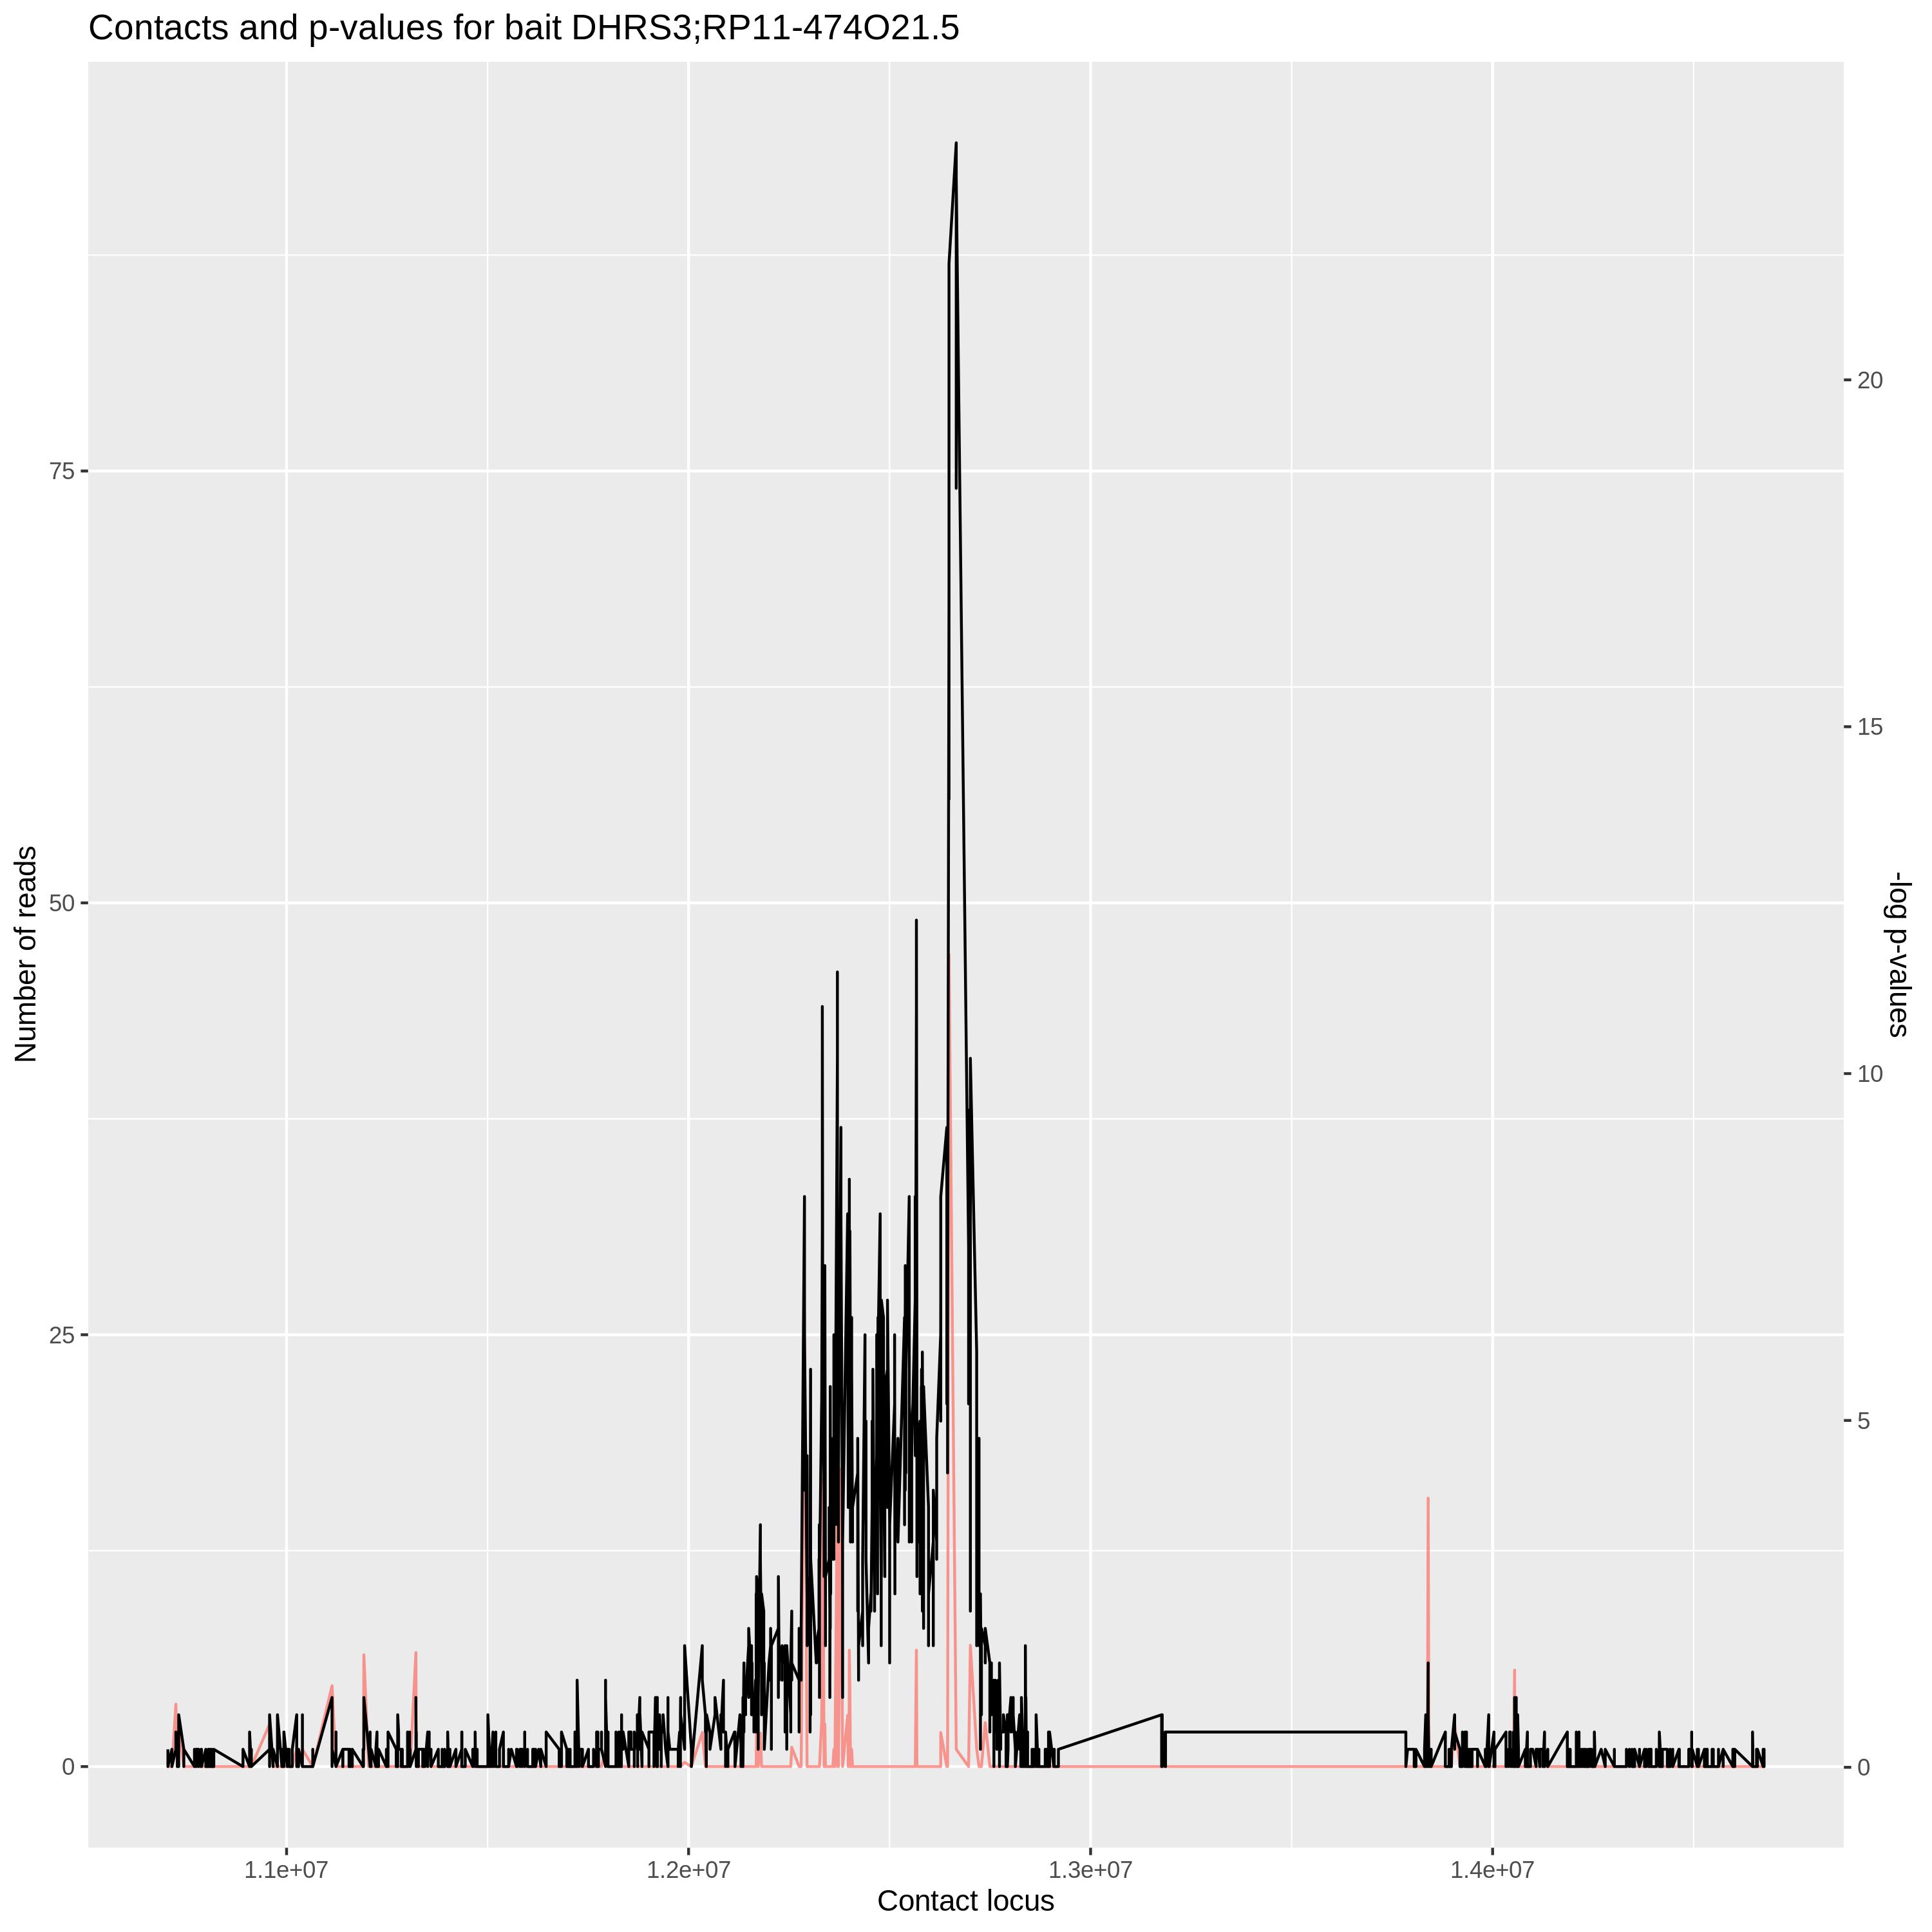 Contacts and p-values for bait DHRS3;RP11-474O21.5
Number of reads
75
50
25
0
20
15
10
5
0
-log p-values
1.1e+07
1.2e+07
1.3e+07
1.4e+07
Contact locus